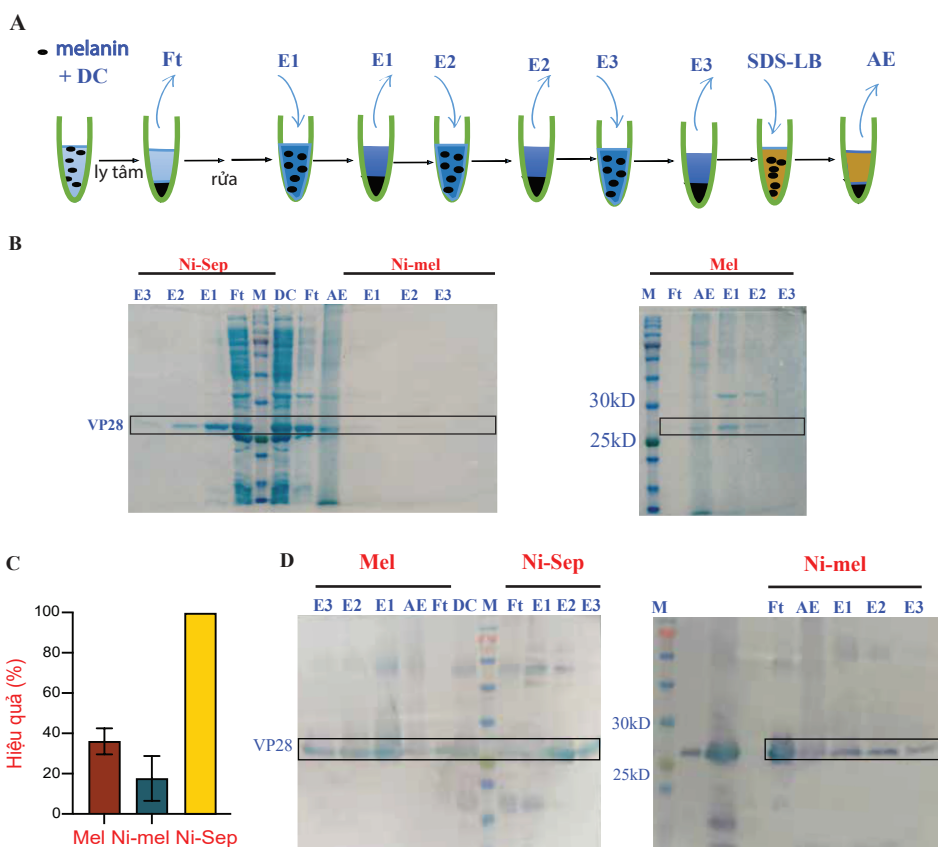 A
melanin
+ DC
Ft
E1
E1
E2
E2
E3
E3
SDS-LB
AE
ly tâm
rửa
B
Ni-Sep
Ni-mel
E3 E2 E1 Ft M DC Ft AE E1 E2 E3
VP28
Mel
M Ft AE E1 E2 E3
30kD
25kD
C
Hiệu quả (%)
100
80
60
40
20
0
Mel Ni-mel Ni-Sep
D
Mel
Ni-Sep
E3 E2 E1 AE Ft DC M Ft E1 E2 E3
VP28
Ni-mel
M Ft AE E1 E2 E3
30kD
25kD